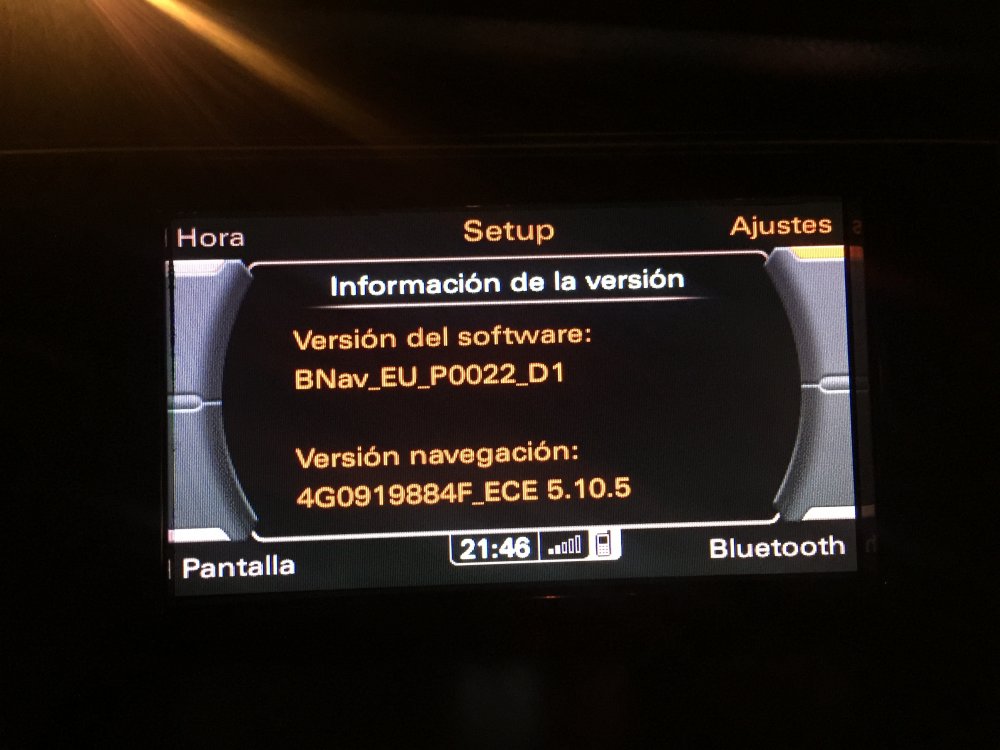 Hora
Setup
Ajustes
Información de la versión
Versión del software:
BNav_EU_P0022_D1
Versión navegación:
4G0919884F_ECE 5.10.5
Pantalla
21:46
Bluetooth